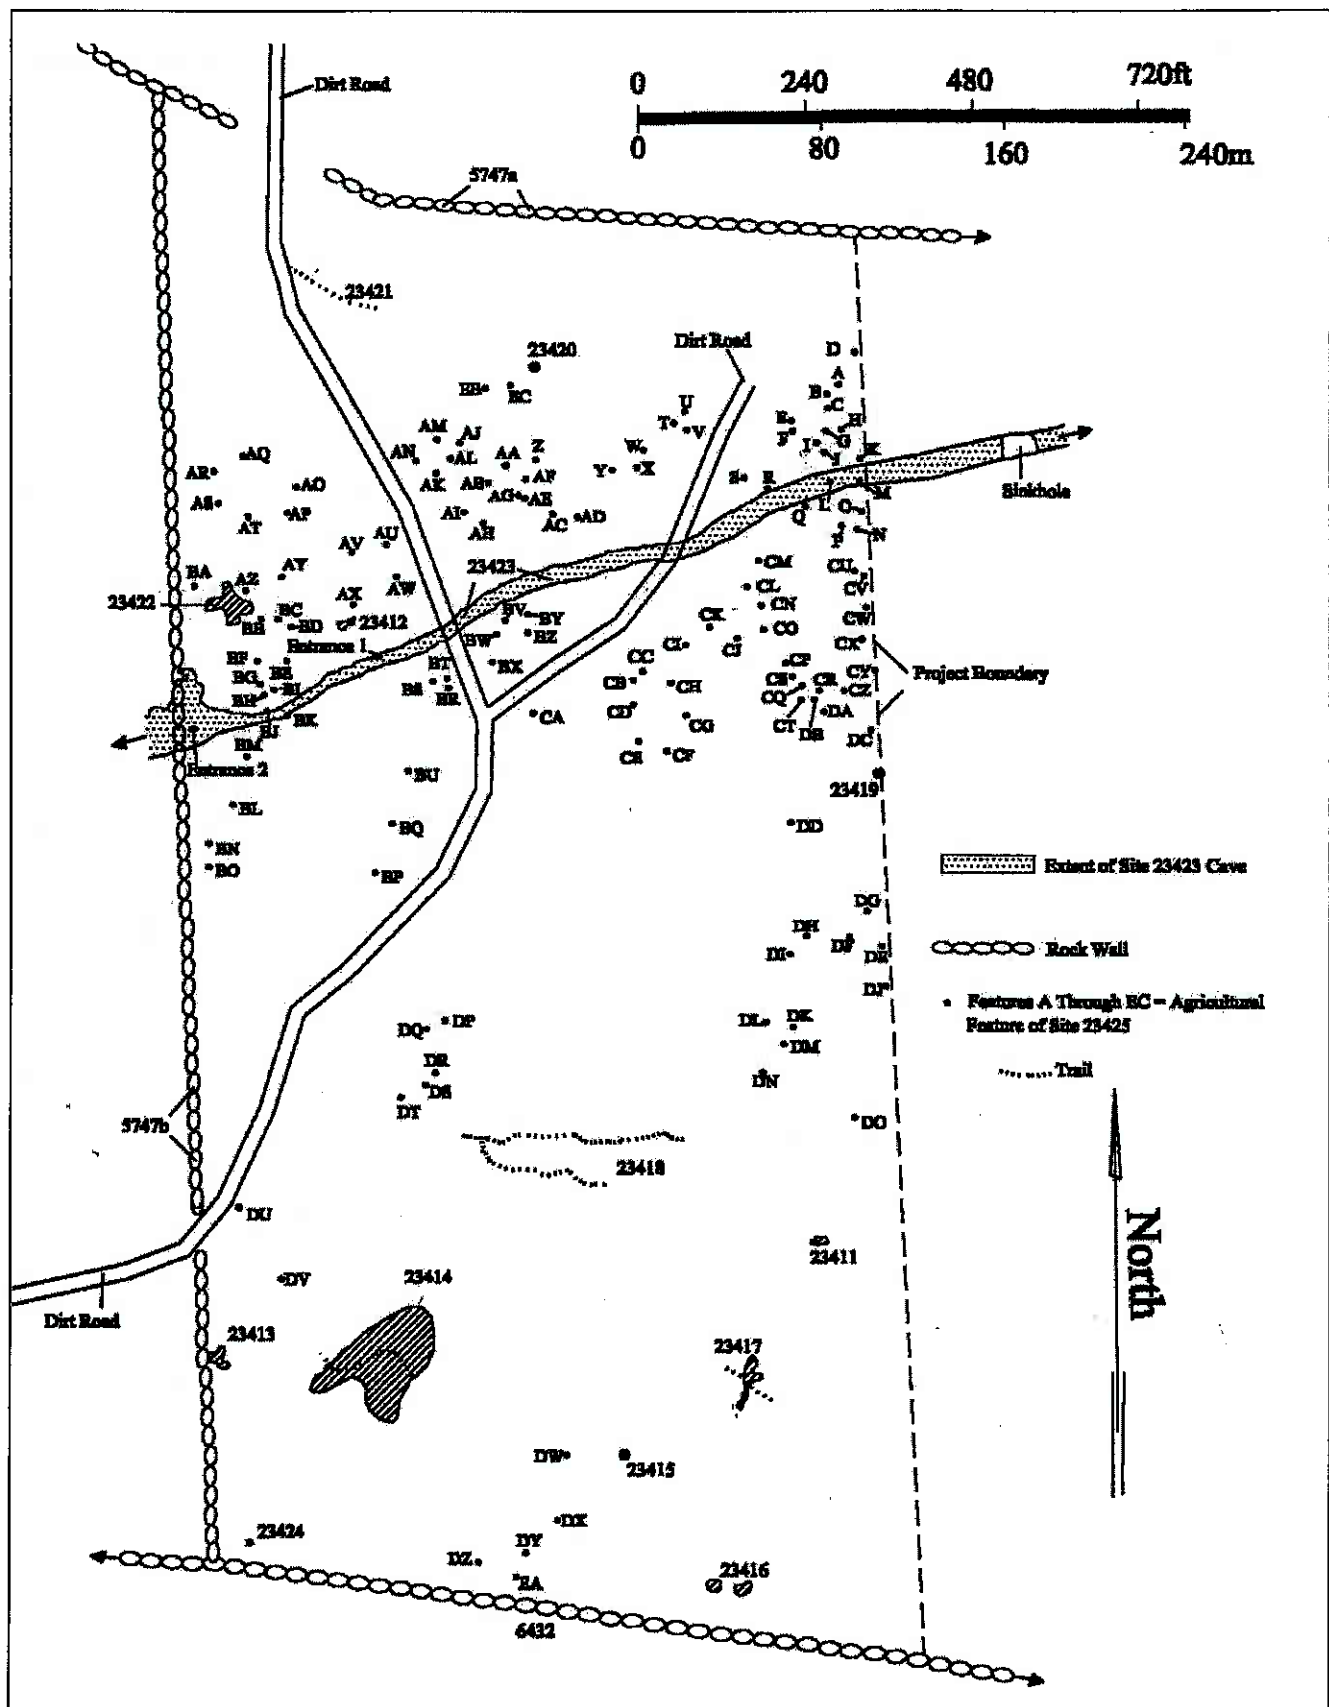 0 240 480 720ft
0 80 160 240m
Dirt Road
5747a
23421
23420
Dirt Road
D
A
B
C
EB
EC
U
T
V
E
H
F
G
I
J
K
AM
AJ
AN
AL
AA
Z
W
X
Y
AQ
AR
AK
AB
AF
S
R
Sinkhole
AO
AG
AE
L
M
AS
AI
AC
AD
Q
O
AT
AP
AH
P
N
AV
AU
AY
23423
CM
CU
BA
AZ
AW
CL
CV
23422
AX
CN
BB
BC
BD
23412
BV
BY
CK
CO
CW
Entrance 1
BW
BZ
CI
CJ
CX
BF
BE
BT
BX
CC
CP
CY
Project Boundary
BG
BI
BS
BR
CB
CH
CS
CR
CZ
BH
CQ
BK
CA
CD
CG
CT
DB
DA
BJ
BM
CE
CF
DC
Entrance 2
BU
23419
BL
BQ
DD
BN
BO
BP
Extent of Site 23423 Cave
DG
DH
DI
DF
DE
Rock Wall
DJ
Features A Through EC = Agricultural
Feature of Site 23425
DP
DQ
DL
DK
DM
Trail
DR
DS
DN
DT
DO
5747b
23418
DU
23411
North
DV
23414
Dirt Road
23413
23417
DW
23415
DX
23424
DY
DZ
23416
EA
6432